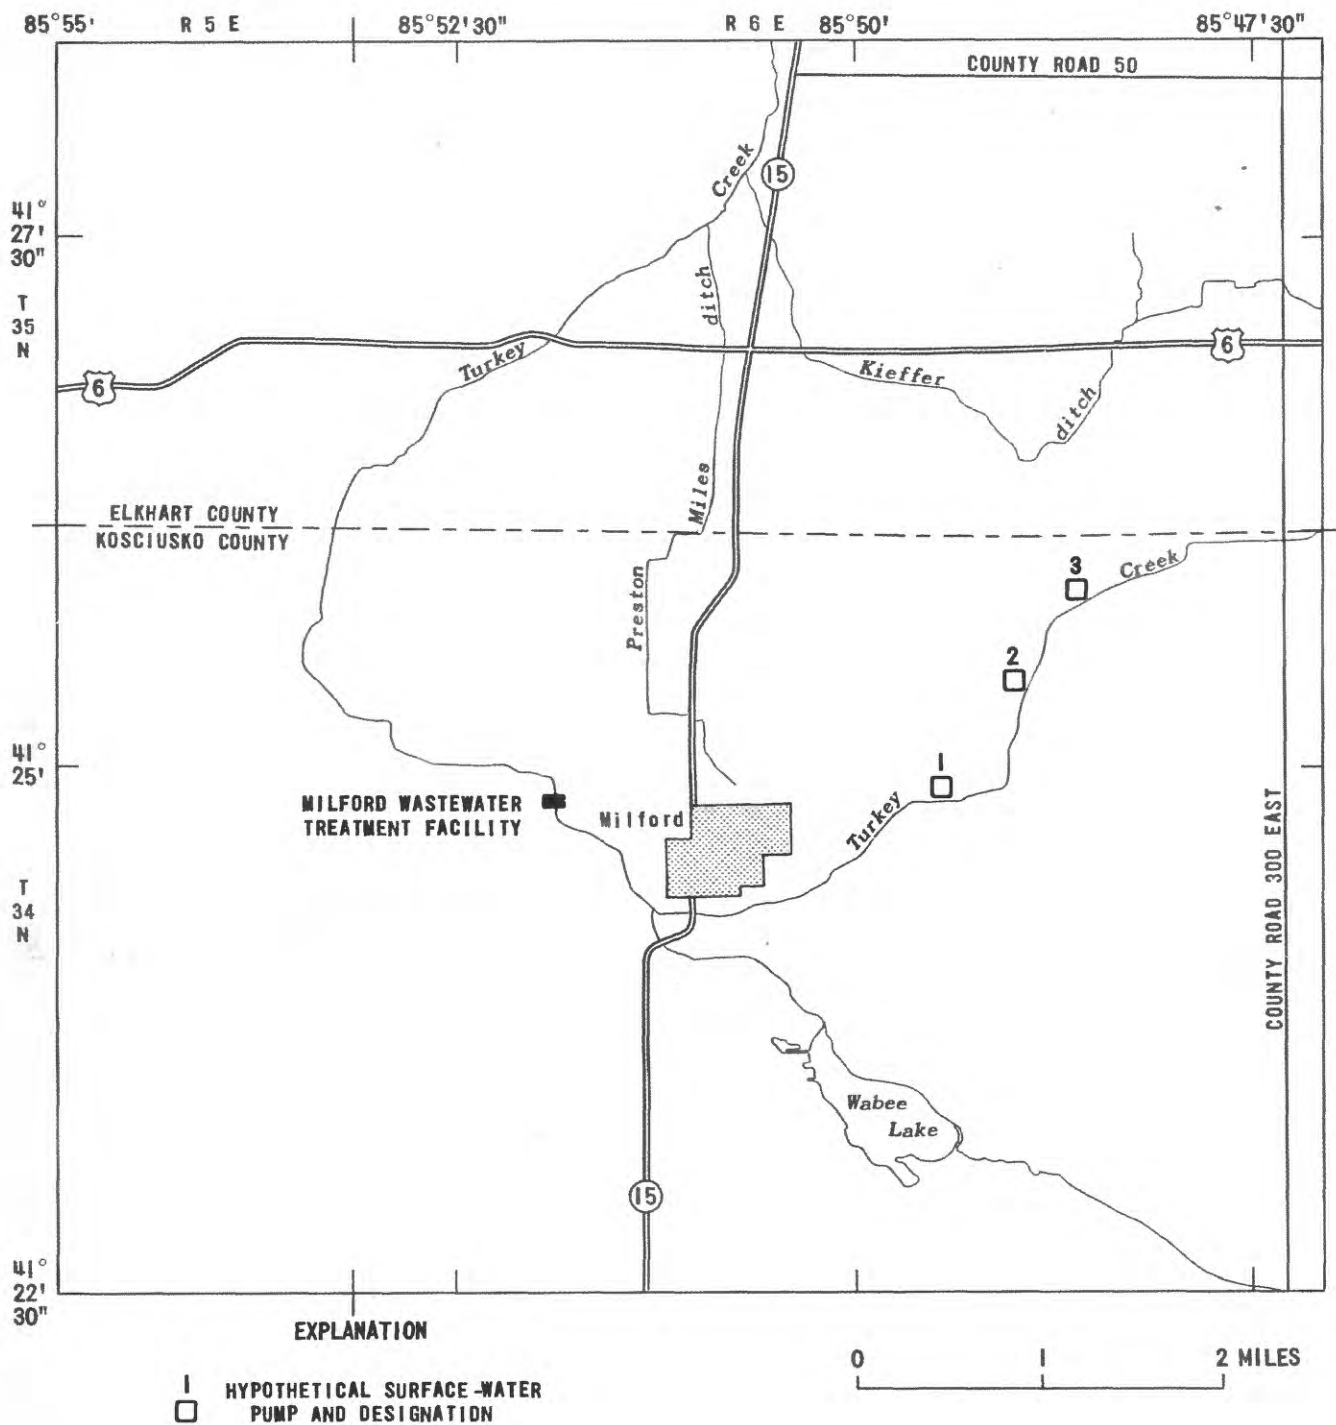 85°55' R 5 E 85°52'30" R 6 E 85°50' 85°47'30"
COUNTY ROAD 50
Creek
15
41°
27'
30"
ditch
T
35
N
6
Turkey
6
Kieffer
ditch
Miles
ELKHART COUNTY
KOSCIUSKO COUNTY
3
Creek
Preston
2
41°
25'
1
MILFORD WASTEWATER
TREATMENT FACILITY
Milford
Turkey
T
34
N
COUNTY ROAD 300 EAST
Wabee
Lake
15
41°
22'
30"
EXPLANATION
0 1 2 MILES
1 HYPOTHETICAL SURFACE-WATER
PUMP AND DESIGNATION